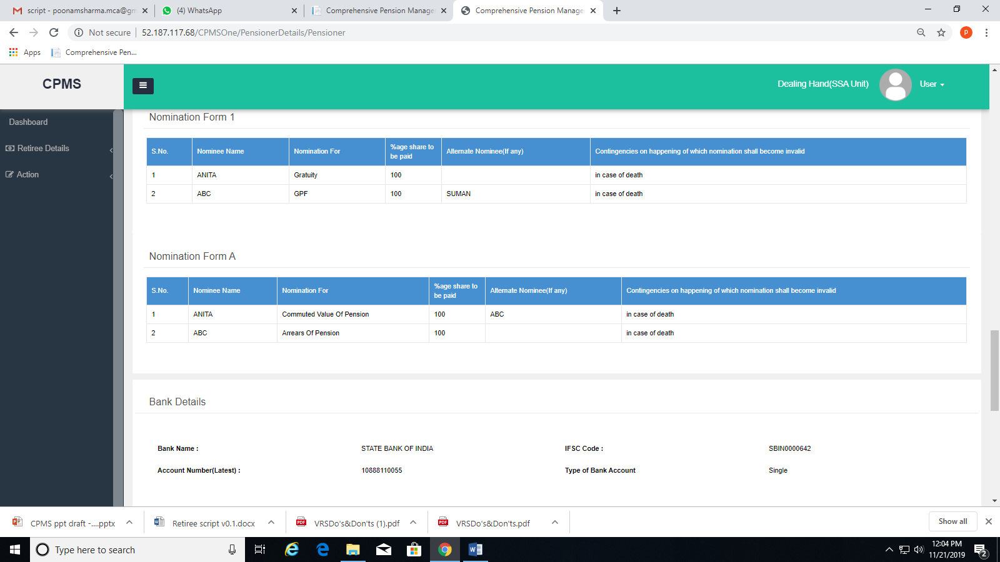 script - poonamsharma.mca@gm
(4) WhatsApp
Comprehensive Pension Manage
Comprehensive Pension Manage
Not secure
52.187.117.68/CPMSOne/PensionerDetails/Pensioner
P
Apps
Comprehensive Pen...
CPMS
Dealing Hand(SSA Unit)
User
Dashboard
Retiree Details
Action
Nomination Form 1
S.No. Nominee Name Nomination For %age share to be paid Alternate Nominee(If any) Contingencies on happening of which nomination shall become invalid
1 ANITA Gratuity 100 in case of death
2 ABC GPF 100 SUMAN in case of death
Nomination Form A
S.No. Nominee Name Nomination For %age share to be paid Alternate Nominee(If any) Contingencies on happening of which nomination shall become invalid
1 ANITA Commuted Value Of Pension 100 ABC in case of death
2 ABC Arrears Of Pension 100 in case of death
Bank Details
Bank Name : STATE BANK OF INDIA IFSC Code : SBIN0000642
Account Number(Latest) : 10888110055 Type of Bank Account Single
CPMS ppt draft -....pptx
Retiree script v0.1.docx
PDF VRSDo's&Don'ts (1).pdf
PDF VRSDo's&Don'ts.pdf
Show all
Type here to search
12:04 PM
11/21/2019
2